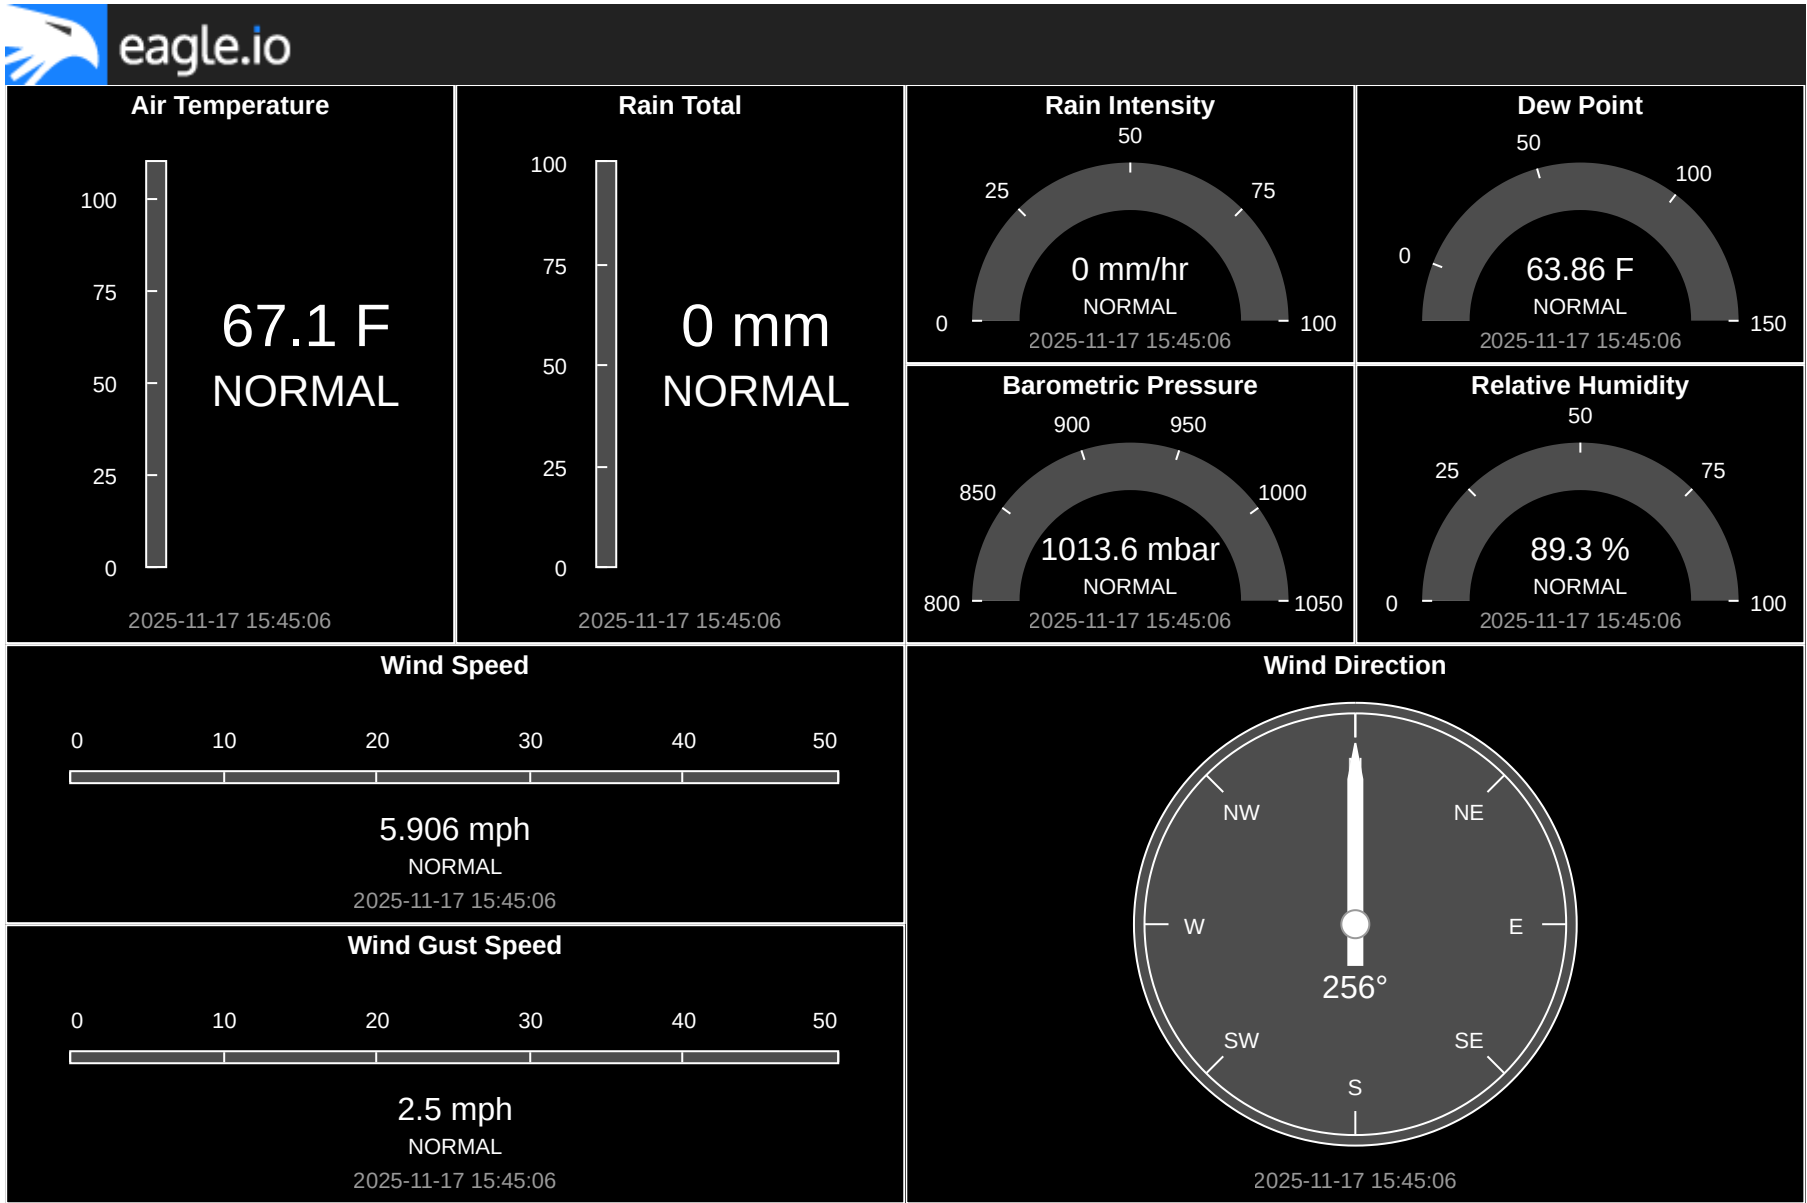 eagle.io
Air Temperature
100
75
50
25
0
67.1 F
NORMAL
2025-11-17 15:45:06
Rain Total
100
75
50
25
0
0 mm
NORMAL
2025-11-17 15:45:06
Rain Intensity
50
25 75
0 100
0 mm/hr
NORMAL
2025-11-17 15:45:06
Dew Point
50
100
0
150
63.86 F
NORMAL
2025-11-17 15:45:06
Barometric Pressure
900 950
850 1000
800 1050
1013.6 mbar
NORMAL
2025-11-17 15:45:06
Relative Humidity
50
25 75
0 100
89.3 %
NORMAL
2025-11-17 15:45:06
Wind Speed
0 10 20 30 40 50
5.906 mph
NORMAL
2025-11-17 15:45:06
Wind Gust Speed
0 10 20 30 40 50
2.5 mph
NORMAL
2025-11-17 15:45:06
Wind Direction
NW NE
W E
256°
SW SE
S
2025-11-17 15:45:06